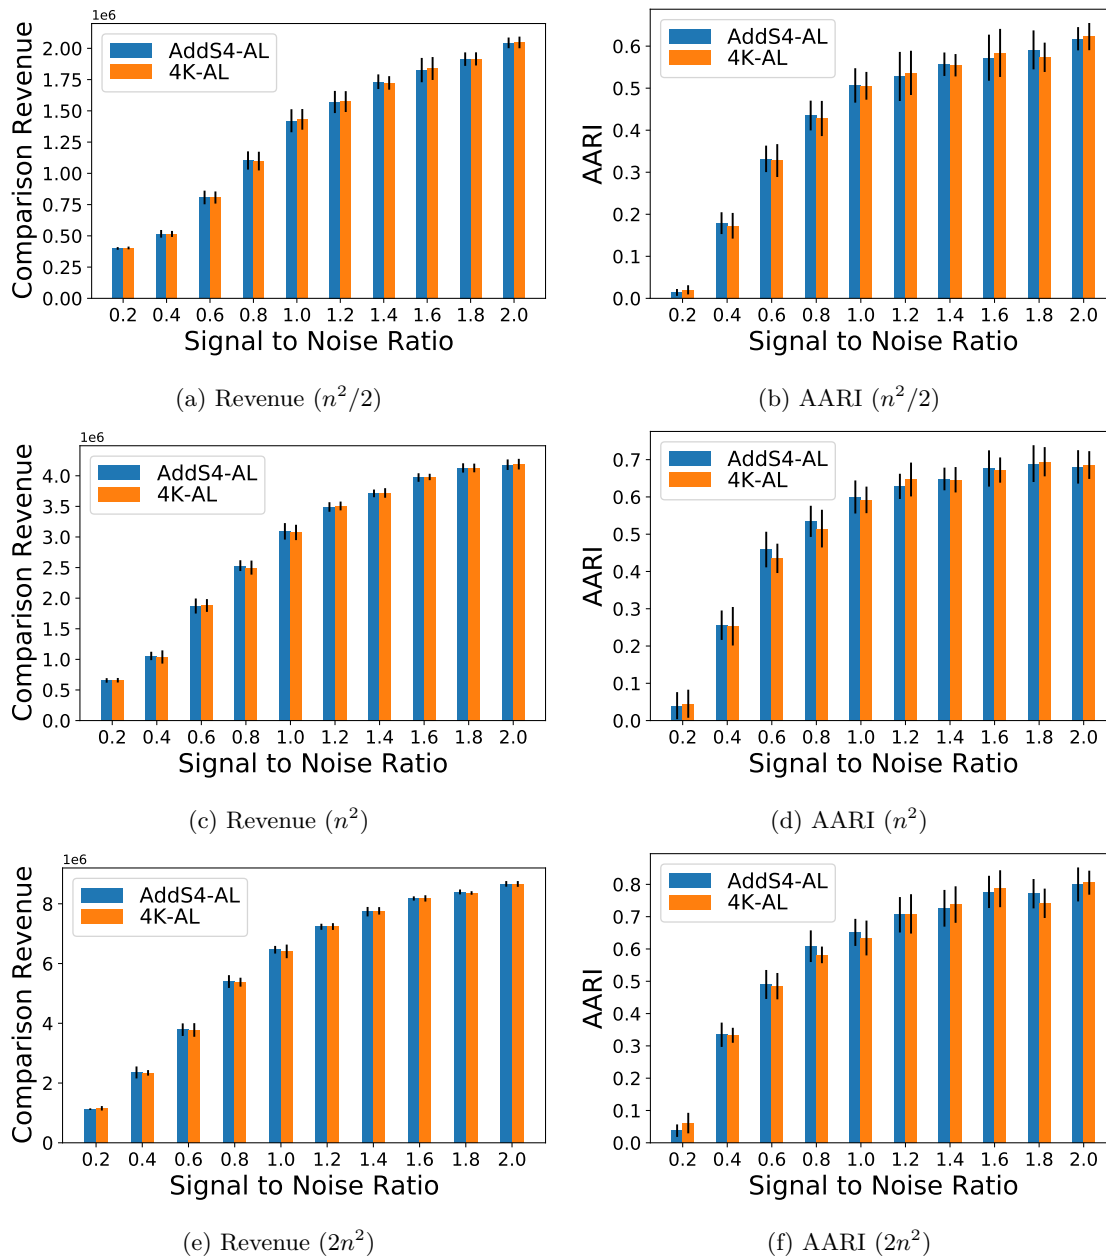 1e6
Comparison Revenue
2.00
1.75
1.50
1.25
1.00
0.75
0.50
0.25
0.00
AddS4-AL
4K-AL
0.2 0.4 0.6 0.8 1.0 1.2 1.4 1.6 1.8 2.0
Signal to Noise Ratio
(a) Revenue (n²/2)
AARI
0.6
0.5
0.4
0.3
0.2
0.1
0.0
AddS4-AL
4K-AL
0.2 0.4 0.6 0.8 1.0 1.2 1.4 1.6 1.8 2.0
Signal to Noise Ratio
(b) AARI (n²/2)
1e6
Comparison Revenue
4.0
3.5
3.0
2.5
2.0
1.5
1.0
0.5
0.0
AddS4-AL
4K-AL
0.2 0.4 0.6 0.8 1.0 1.2 1.4 1.6 1.8 2.0
Signal to Noise Ratio
(c) Revenue (n²)
AARI
0.7
0.6
0.5
0.4
0.3
0.2
0.1
0.0
AddS4-AL
4K-AL
0.2 0.4 0.6 0.8 1.0 1.2 1.4 1.6 1.8 2.0
Signal to Noise Ratio
(d) AARI (n²)
1e6
Comparison Revenue
8
6
4
2
0
AddS4-AL
4K-AL
0.2 0.4 0.6 0.8 1.0 1.2 1.4 1.6 1.8 2.0
Signal to Noise Ratio
(e) Revenue (2n²)
AARI
0.8
0.7
0.6
0.5
0.4
0.3
0.2
0.1
0.0
AddS4-AL
4K-AL
0.2 0.4 0.6 0.8 1.0 1.2 1.4 1.6 1.8 2.0
Signal to Noise Ratio
(f) AARI (2n²)